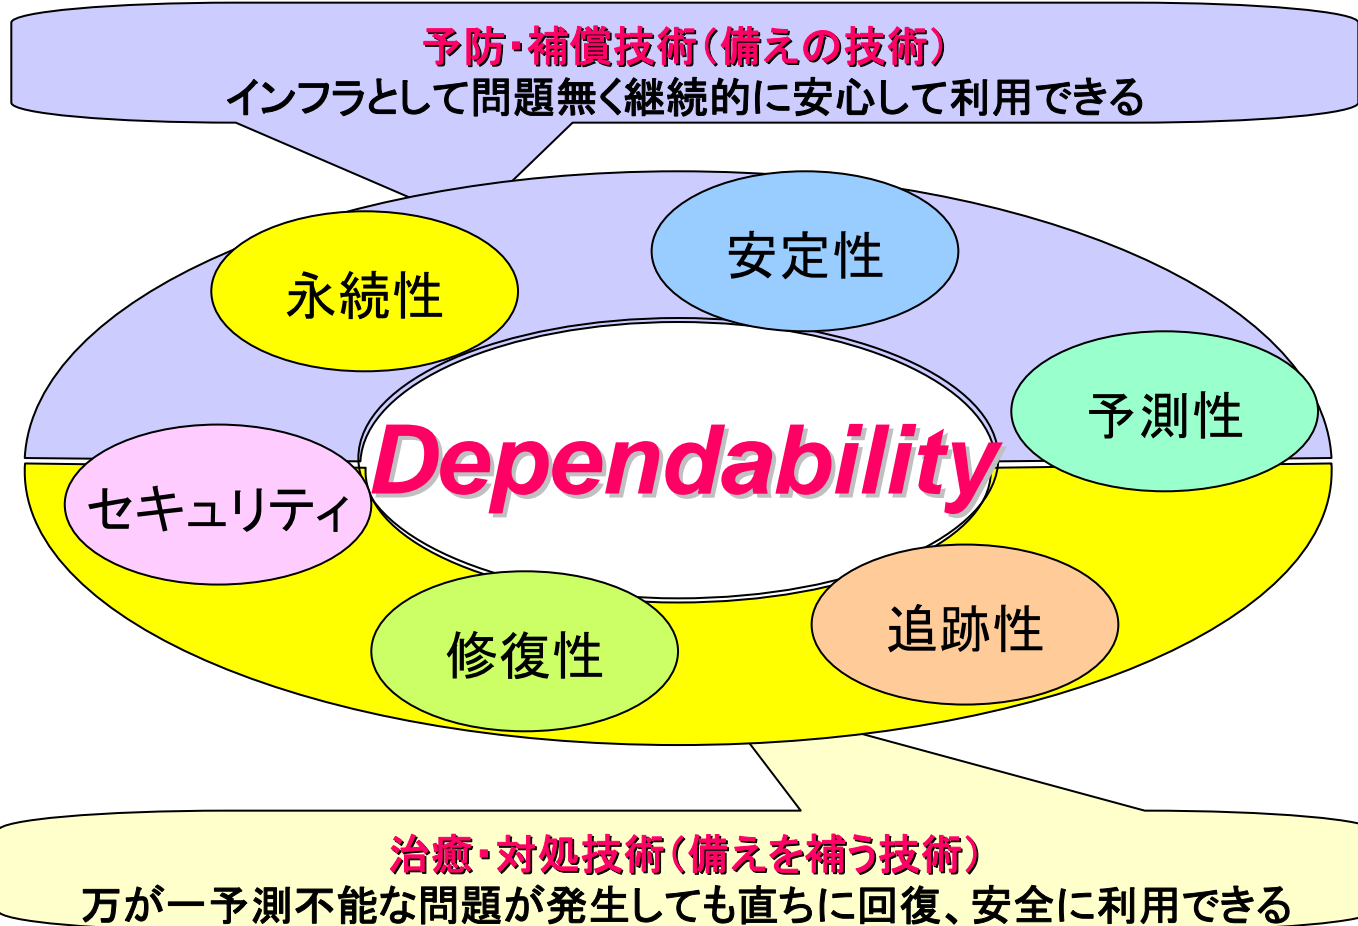 予防・補償技術（備えの技術）
インフラとして問題無く継続的に安心して利用できる
安定性
永続性
予測性
Dependability
セキュリティ
追跡性
修復性
治癒・対処技術（備えを補う技術）
万が一予測不能な問題が発生しても直ちに回復、安全に利用できる